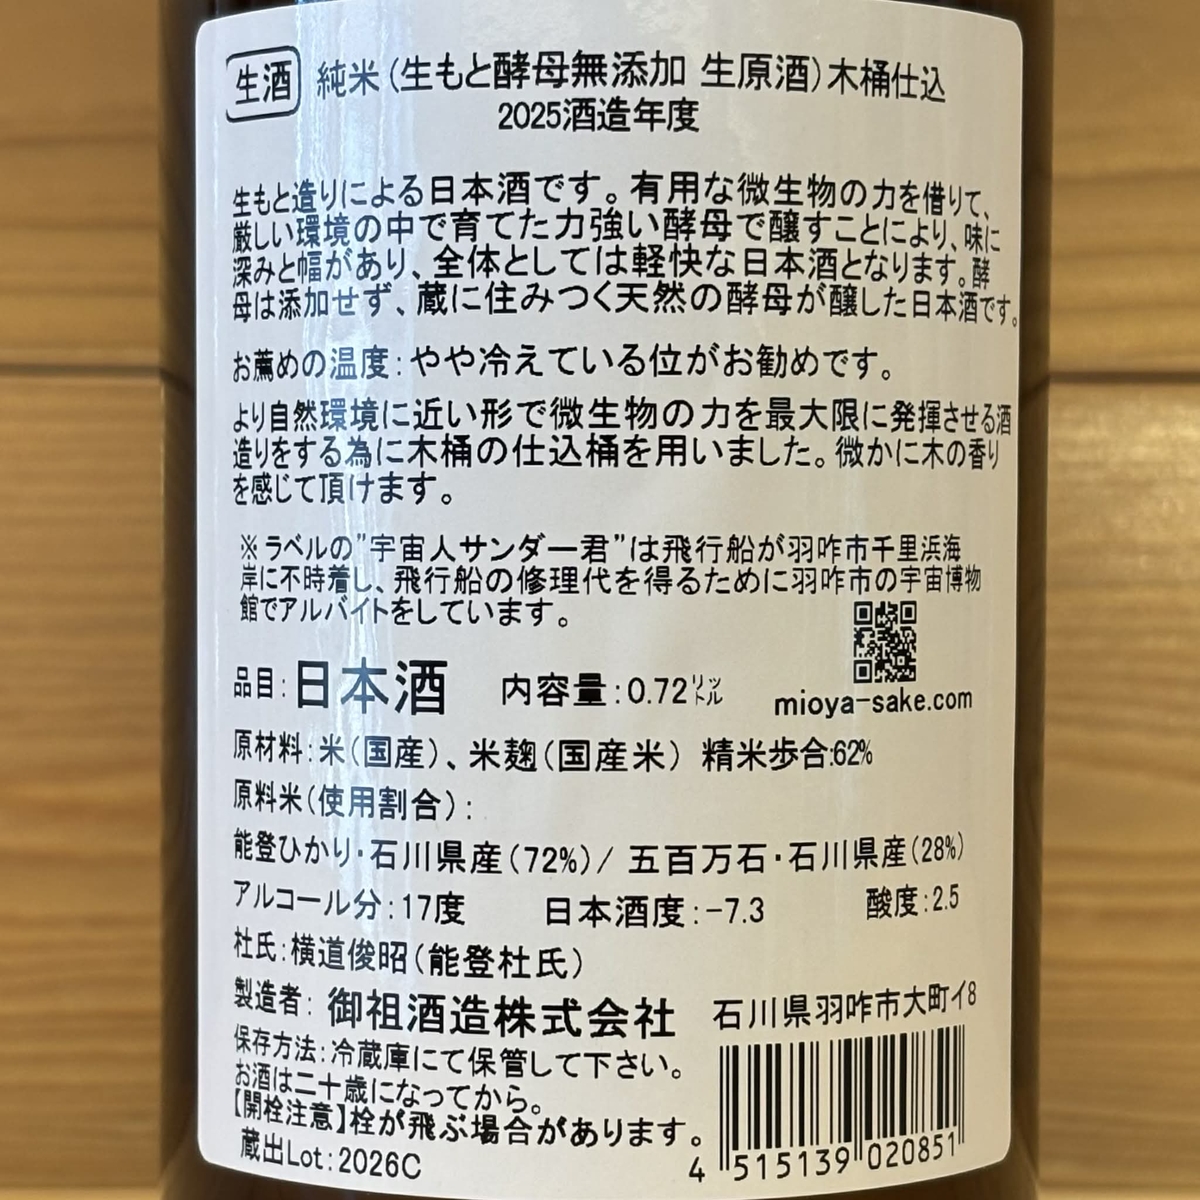 生酒 純米(生もと酵母無添加 生原酒)木桶仕込
2025酒造年度
生もと造りによる日本酒です。有用な微生物の力を借りて、
厳しい環境の中で育てた力強い酵母で醸すことにより、味に
深みと幅があり、全体としては軽快な日本酒となります。酵
母は添加せず、蔵に住みつく天然の酵母が醸した日本酒です。
お薦めの温度:やや冷えている位がお勧めです。
より自然環境に近い形で微生物の力を最大限に発揮させる酒
造りをする為に木桶の仕込桶を用いました。微かに木の香り
を感じて頂けます。
※ラベルの"宇宙人サンダー君"は飛行船が羽咋市千里浜海
岸に不時着し、飛行船の修理代を得るために羽咋市の宇宙博物
館でアルバイトをしています。
品目:日本酒 内容量:0.72リットル
mioya-sake.com
原材料:米(国産)、米麹(国産米) 精米歩合:62%
原料米(使用割合):
能登ひかり・石川県産(72%)/ 五百万石・石川県産(28%)
アルコール分:17度 日本酒度:-7.3 酸度:2.5
杜氏:横道俊昭(能登杜氏)
製造者:御祖酒造株式会社 石川県羽咋市大町イ8
保存方法:冷蔵庫にて保管して下さい。
お酒は二十歳になってから。
【開栓注意】栓が飛ぶ場合があります。
蔵出Lot:2026C
4 515139 020851